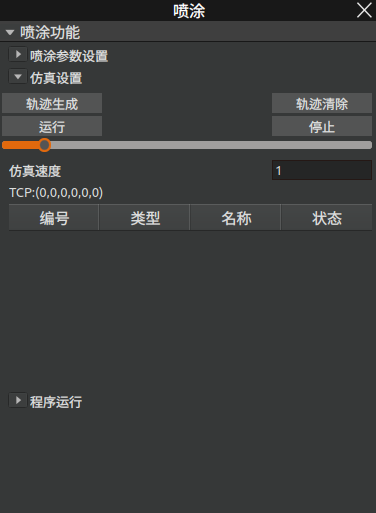 喷涂
喷涂功能
喷涂参数设置
仿真设置
轨迹生成 轨迹清除
运行 停止
仿真速度 1
TCP:(0,0,0,0,0,0)
编号 类型 名称 状态
程序运行